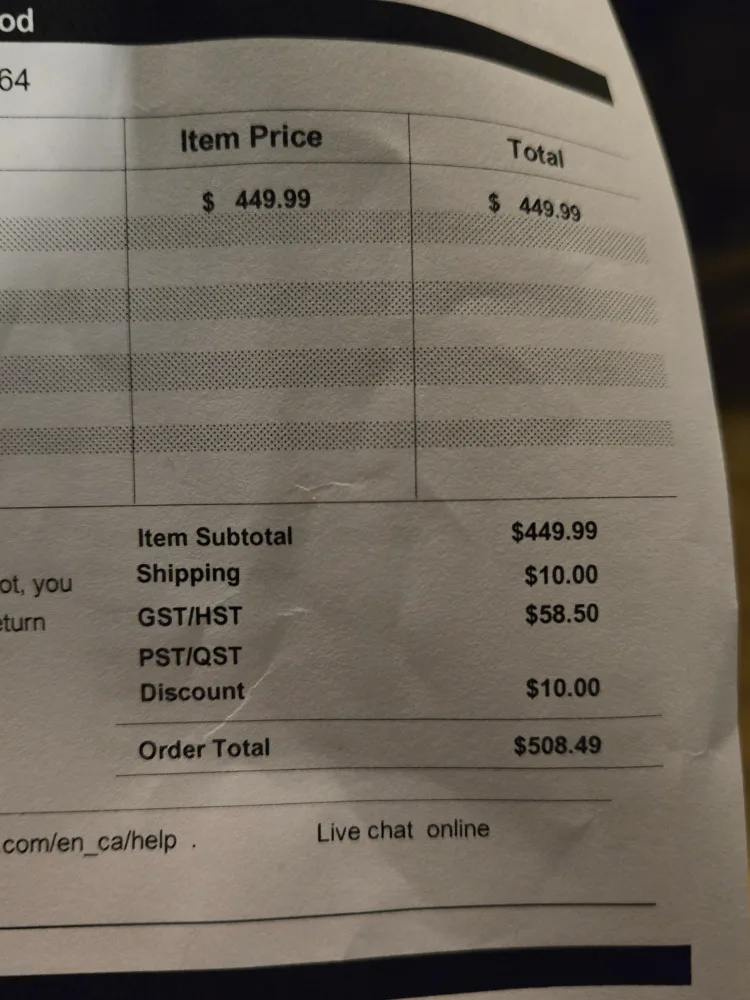 od
64
Item Price Total
$ 449.99 $ 449.99
Item Subtotal $449.99
Shipping $10.00
ot, you
GST/HST $58.50
eturn
PST/QST
Discount $10.00
Order Total $508.49
com/en_ca/help . Live chat online